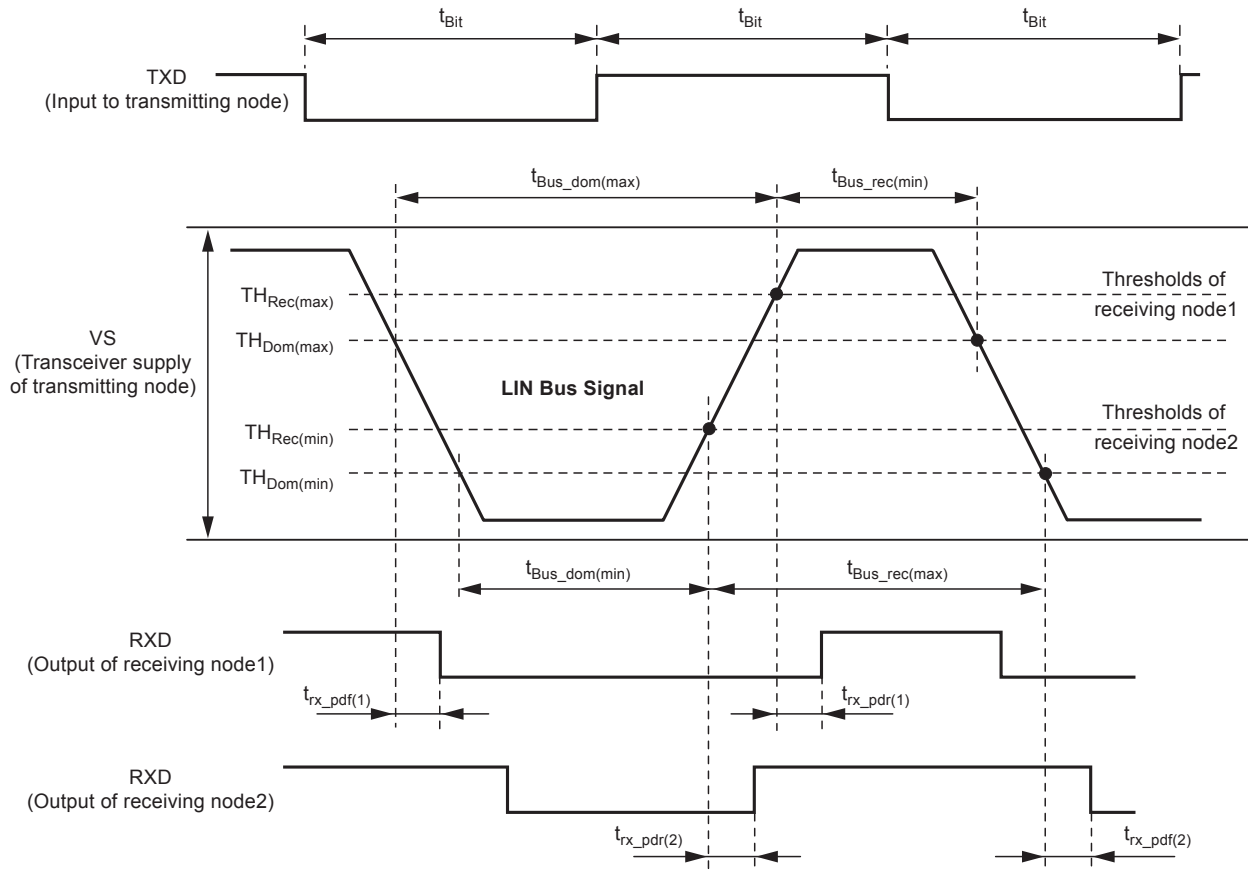 tBit
tBit
tBit
TXD
(Input to transmitting node)
tBus_dom(max)
tBus_rec(min)
THRec(max)
Thresholds of
receiving node1
VS
(Transceiver supply
of transmitting node)
THDom(max)
LIN Bus Signal
THRec(min)
Thresholds of
receiving node2
THDom(min)
tBus_dom(min)
tBus_rec(max)
RXD
(Output of receiving node1)
trx_pdf(1)
trx_pdr(1)
RXD
(Output of receiving node2)
trx_pdr(2)
trx_pdf(2)